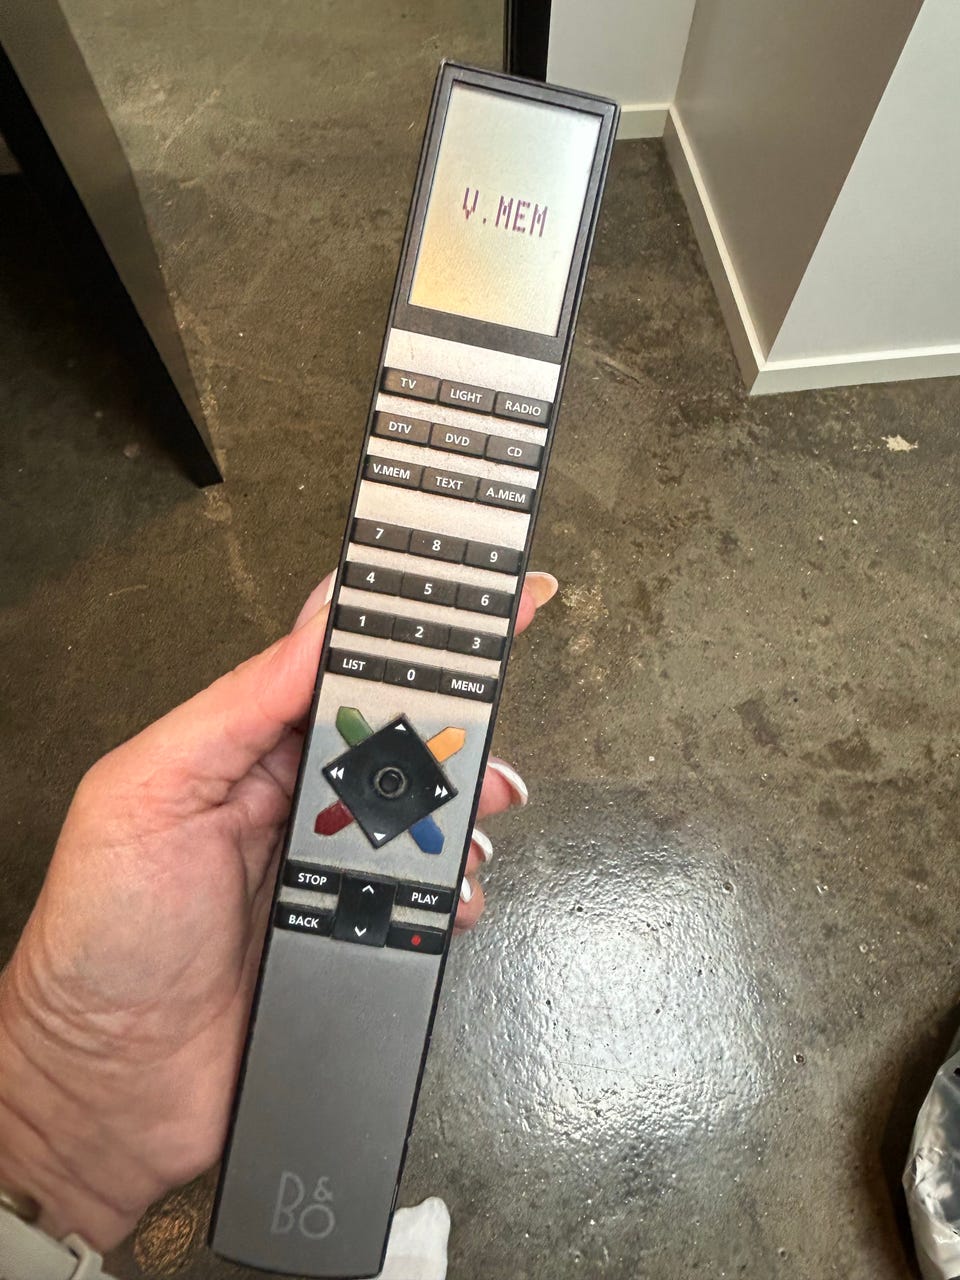 V.MEM
TV LIGHT RADIO
DTV DVD CD
V.MEM TEXT A.MEM
7 8 9
4 5 6
1 2 3
LIST 0 MENU
STOP PLAY
BACK
B&O